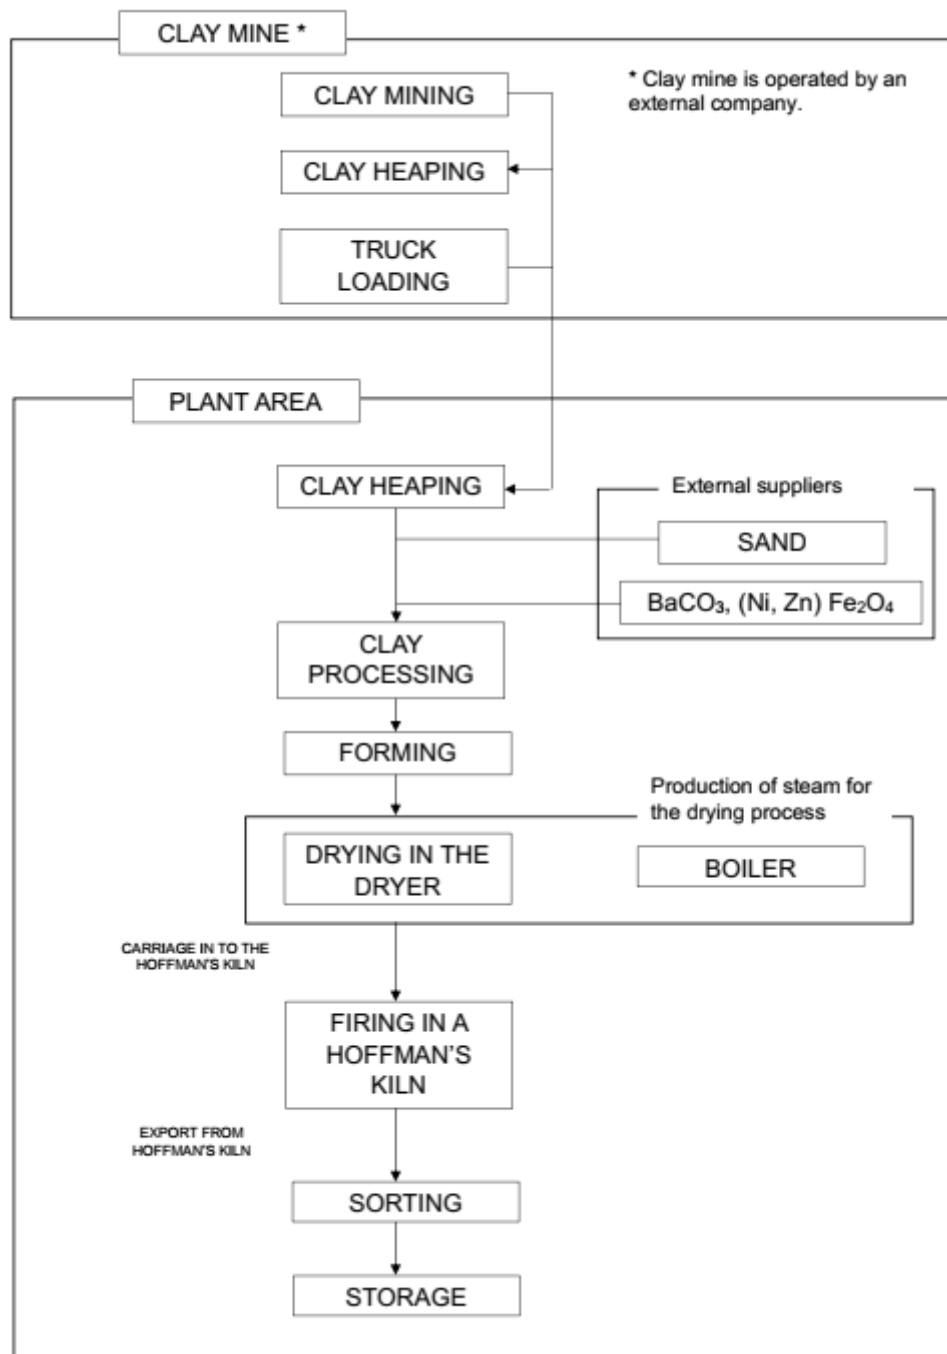 CLAY MINE *
CLAY MINING
* Clay mine is operated by an
external company.
CLAY HEAPING
TRUCK
LOADING
PLANT AREA
CLAY HEAPING
External suppliers
SAND
BaCO₃, (Ni, Zn) Fe₂O₄
CLAY
PROCESSING
FORMING
Production of steam for
the drying process
DRYING IN THE
DRYER
BOILER
CARRIAGE IN TO THE
HOFFMAN'S KILN
FIRING IN A
HOFFMAN'S
KILN
EXPORT FROM
HOFFMAN'S KILN
SORTING
STORAGE